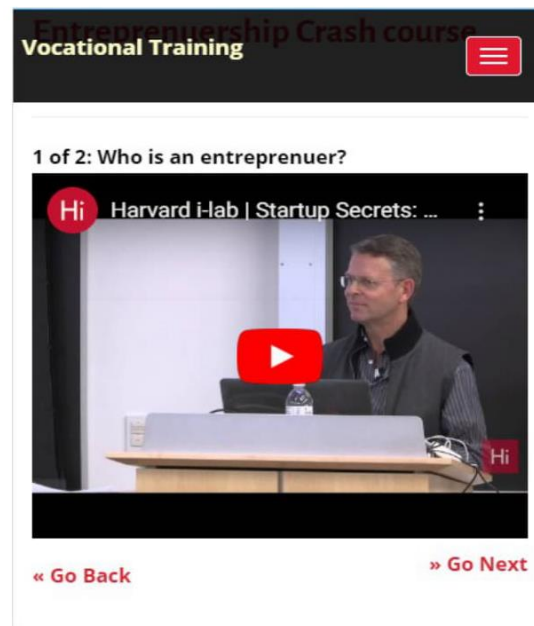 Entreprenuership Crash course
Vocational Training
1 of 2: Who is an entreprenuer?
Hi
Harvard i-lab | Startup Secrets: ...
Hi
« Go Back
» Go Next